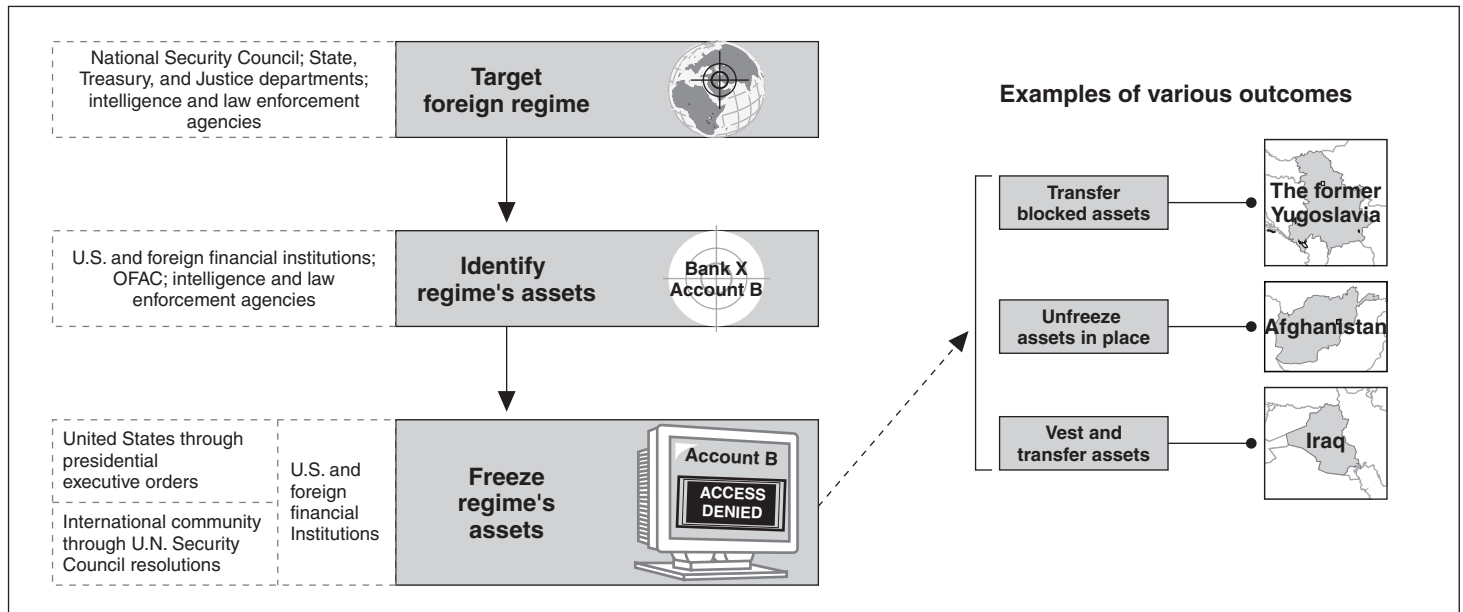 National Security Council; State,
Treasury, and Justice departments;
intelligence and law enforcement
agencies
Target
foreign regime
U.S. and foreign financial institutions;
OFAC; intelligence and law
enforcement agencies
Identify
regime's assets
Bank X
Account B
United States through
presidential
executive orders
International community
through U.N. Security
Council resolutions
U.S. and
foreign
financial
Institutions
Freeze
regime's
assets
Account B
ACCESS
DENIED
Examples of various outcomes
Transfer
blocked assets
The former
Yugoslavia
Unfreeze
assets in place
Afghanistan
Vest and
transfer assets
Iraq